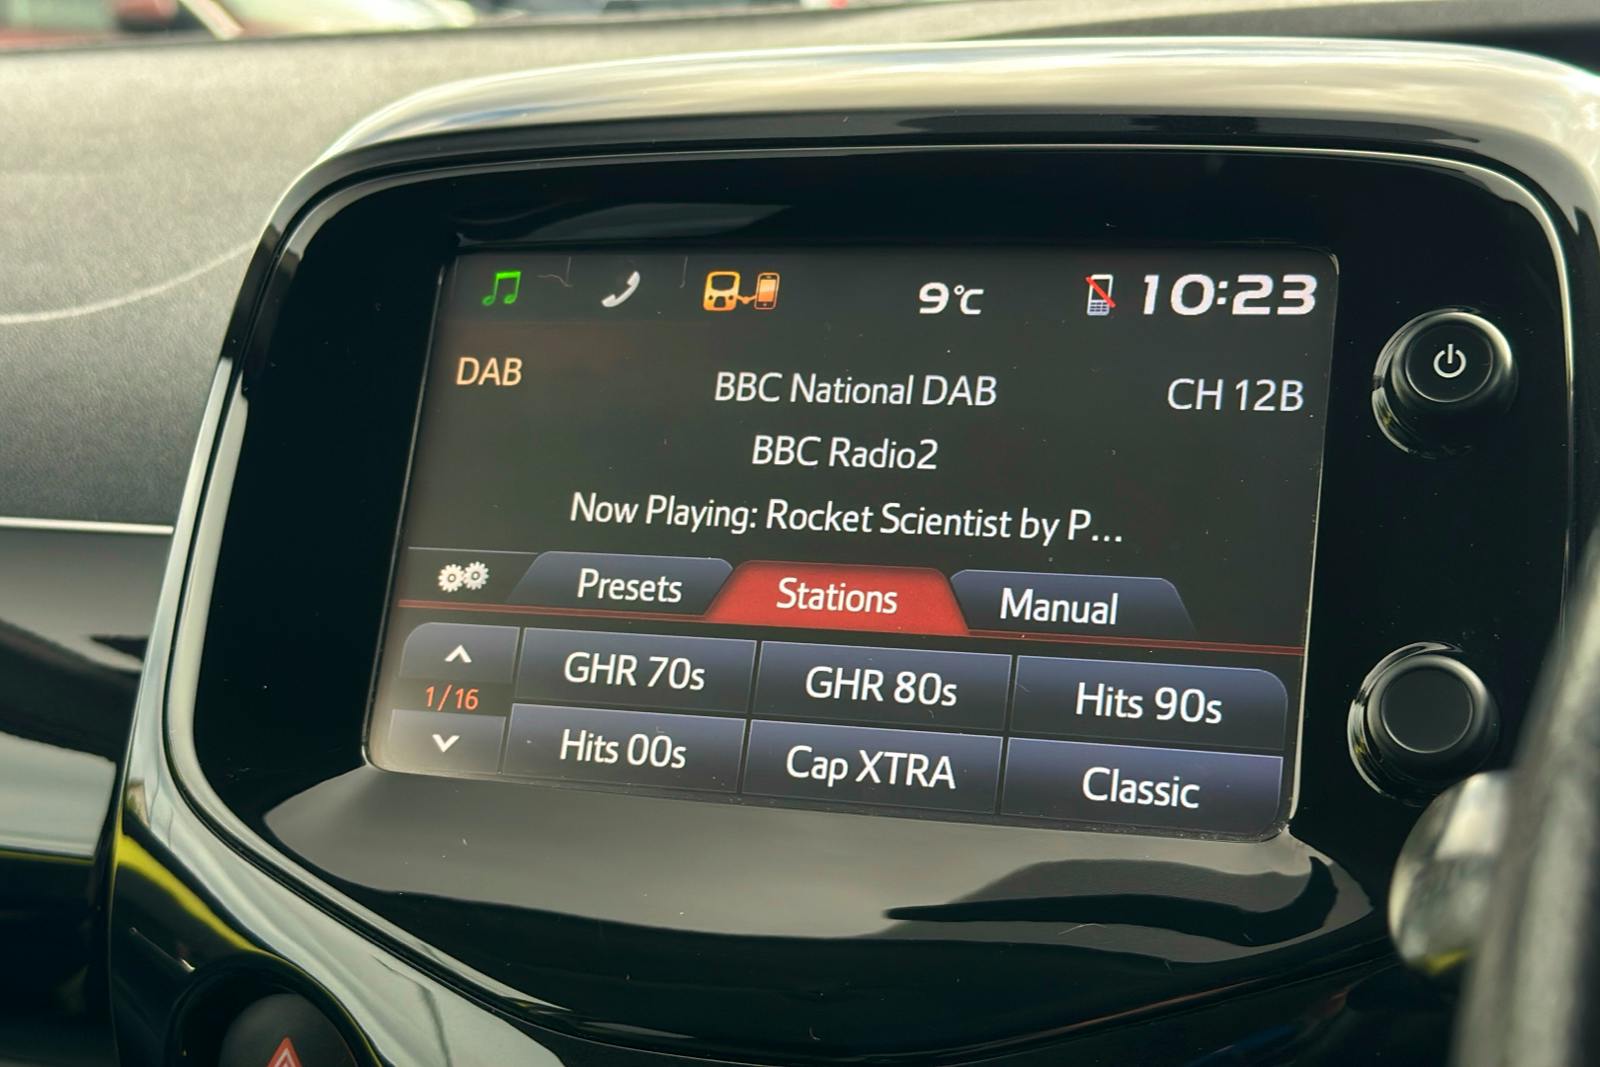 9°C 10:23
DAB BBC National DAB CH 12B
BBC Radio2
Now Playing: Rocket Scientist by P...
Presets Stations Manual
1/16
GHR 70s GHR 80s Hits 90s
Hits 00s Cap XTRA Classic